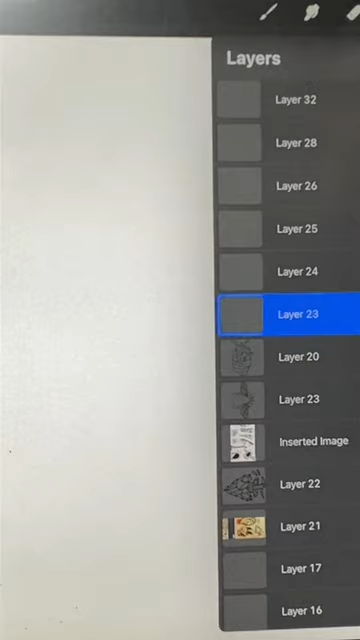 Layers
Layer 32
Layer 28
Layer 26
Layer 25
Layer 24
Layer 23
Layer 20
Layer 23
Inserted Image
Layer 22
Layer 21
Layer 17
Layer 16